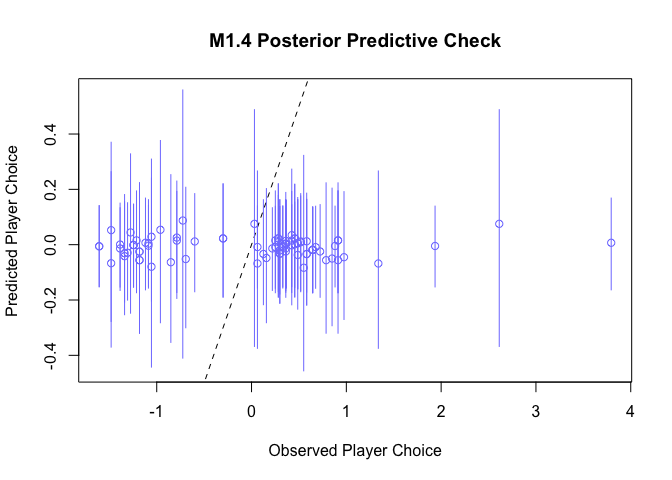 M1.4 Posterior Predictive Check
Predicted Player Choice
0.4
0.2
0.0
-0.2
-0.4
-1 0 1 2 3 4
Observed Player Choice